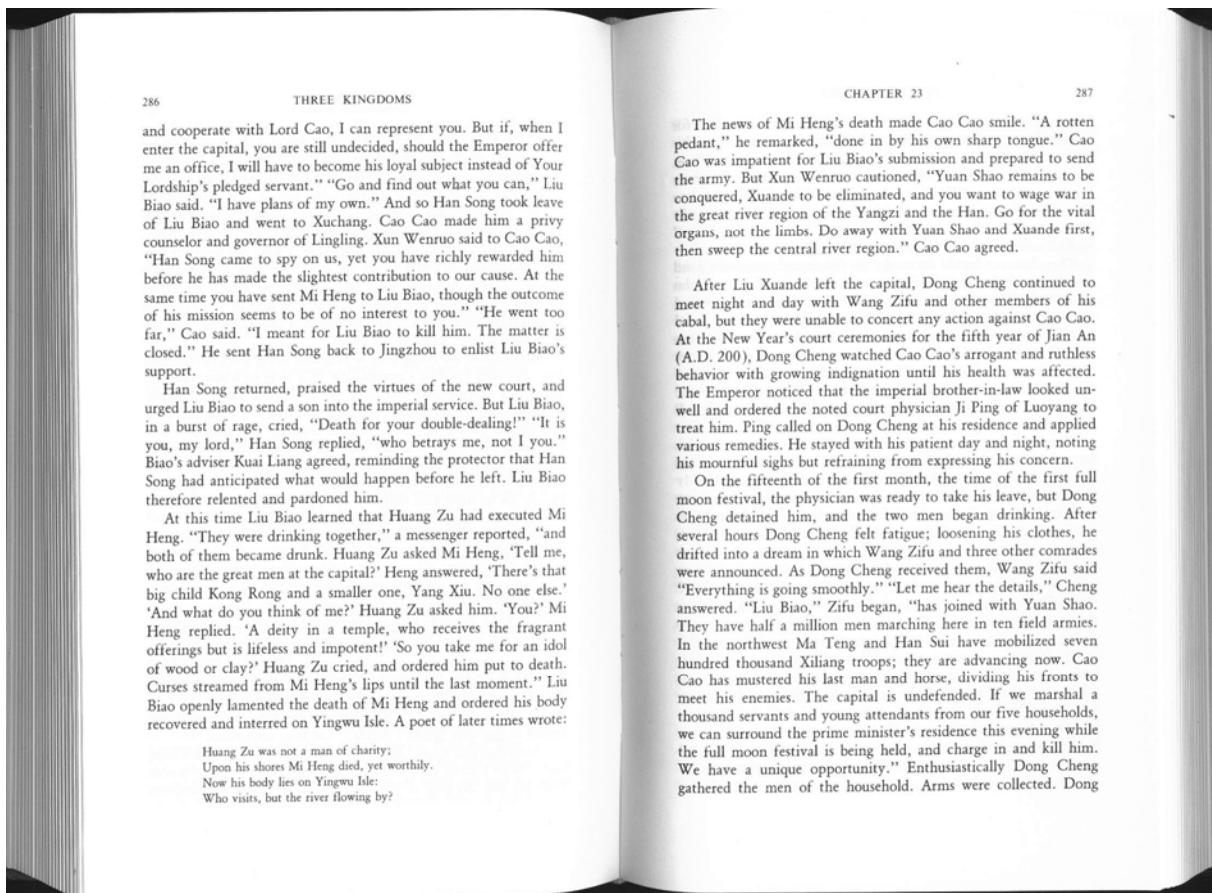 286
THREE KINGDOMS
and cooperate with Lord Cao, I can represent you. But if, when I
enter the capital, you are still undecided, should the Emperor offer
me an office, I will have to become his loyal subject instead of Your
Lordship's pledged servant." "Go and find out what you can," Liu
Biao said. "I have plans of my own." And so Han Song took leave
of Liu Biao and went to Xuchang. Cao Cao made him a privy
counselor and governor of Lingling. Xun Wenruo said to Cao Cao,
"Han Song came to spy on us, yet you have richly rewarded him
before he has made the slightest contribution to our cause. At the
same time you have sent Mi Heng to Liu Biao, though the outcome
of his mission seems to be of no interest to you." "He went too
far," Cao said. "I meant for Liu Biao to kill him. The matter is
closed." He sent Han Song back to Jingzhou to enlist Liu Biao's
support.
Han Song returned, praised the virtues of the new court, and
urged Liu Biao to send a son into the imperial service. But Liu Biao,
in a burst of rage, cried, "Death for your double-dealing!" "It is
you, my lord," Han Song replied, "who betrays me, not I you."
Biao's adviser Kuai Liang agreed, reminding the protector that Han
Song had anticipated what would happen before he left. Liu Biao
therefore relented and pardoned him.
At this time Liu Biao learned that Huang Zu had executed Mi
Heng. "They were drinking together," a messenger reported, "and
both of them became drunk. Huang Zu asked Mi Heng, 'Tell me,
who are the great men at the capital?' Heng answered, 'There's that
big child Kong Rong and a smaller one, Yang Xiu. No one else.'
'And what do you think of me?' Huang Zu asked him. 'You?' Mi
Heng replied. 'A deity in a temple, who receives the fragrant
offerings but is lifeless and impotent!' 'So you take me for an idol
of wood or clay?' Huang Zu cried, and ordered him put to death.
Curses streamed from Mi Heng's lips until the last moment." Liu
Biao openly lamented the death of Mi Heng and ordered his body
recovered and interred on Yingwu Isle. A poet of later times wrote:
Huang Zu was not a man of charity;
Upon his shores Mi Heng died, yet worthily.
Now his body lies on Yingwu Isle:
Who visits, but the river flowing by?
CHAPTER 23
287
The news of Mi Heng's death made Cao Cao smile. "A rotten
pedant," he remarked, "done in by his own sharp tongue." Cao
Cao was impatient for Liu Biao's submission and prepared to send
the army. But Xun Wenruo cautioned, "Yuan Shao remains to be
conquered, Xuande to be eliminated, and you want to wage war in
the great river region of the Yangzi and the Han. Go for the vital
organs, not the limbs. Do away with Yuan Shao and Xuande first,
then sweep the central river region." Cao Cao agreed.
After Liu Xuande left the capital, Dong Cheng continued to
meet night and day with Wang Zifu and other members of his
cabal, but they were unable to concert any action against Cao Cao.
At the New Year's court ceremonies for the fifth year of Jian An
(A.D. 200), Dong Cheng watched Cao Cao's arrogant and ruthless
behavior with growing indignation until his health was affected.
The Emperor noticed that the imperial brother-in-law looked un-
well and ordered the noted court physician Ji Ping of Luoyang to
treat him. Ping called on Dong Cheng at his residence and applied
various remedies. He stayed with his patient day and night, noting
his mournful sighs but refraining from expressing his concern.
On the fifteenth of the first month, the time of the first full
moon festival, the physician was ready to take his leave, but Dong
Cheng detained him, and the two men began drinking. After
several hours Dong Cheng felt fatigue; loosening his clothes, he
drifted into a dream in which Wang Zifu and three other comrades
were announced. As Dong Cheng received them, Wang Zifu said
"Everything is going smoothly." "Let me hear the details," Cheng
answered. "Liu Biao," Zifu began, "has joined with Yuan Shao.
They have half a million men marching here in ten field armies.
In the northwest Ma Teng and Han Sui have mobilized seven
hundred thousand Xiliang troops; they are advancing now. Cao
Cao has mustered his last man and horse, dividing his fronts to
meet his enemies. The capital is undefended. If we marshal a
thousand servants and young attendants from our five households,
we can surround the prime minister's residence this evening while
the full moon festival is being held, and charge in and kill him.
We have a unique opportunity." Enthusiastically Dong Cheng
gathered the men of the household. Arms were collected. Dong